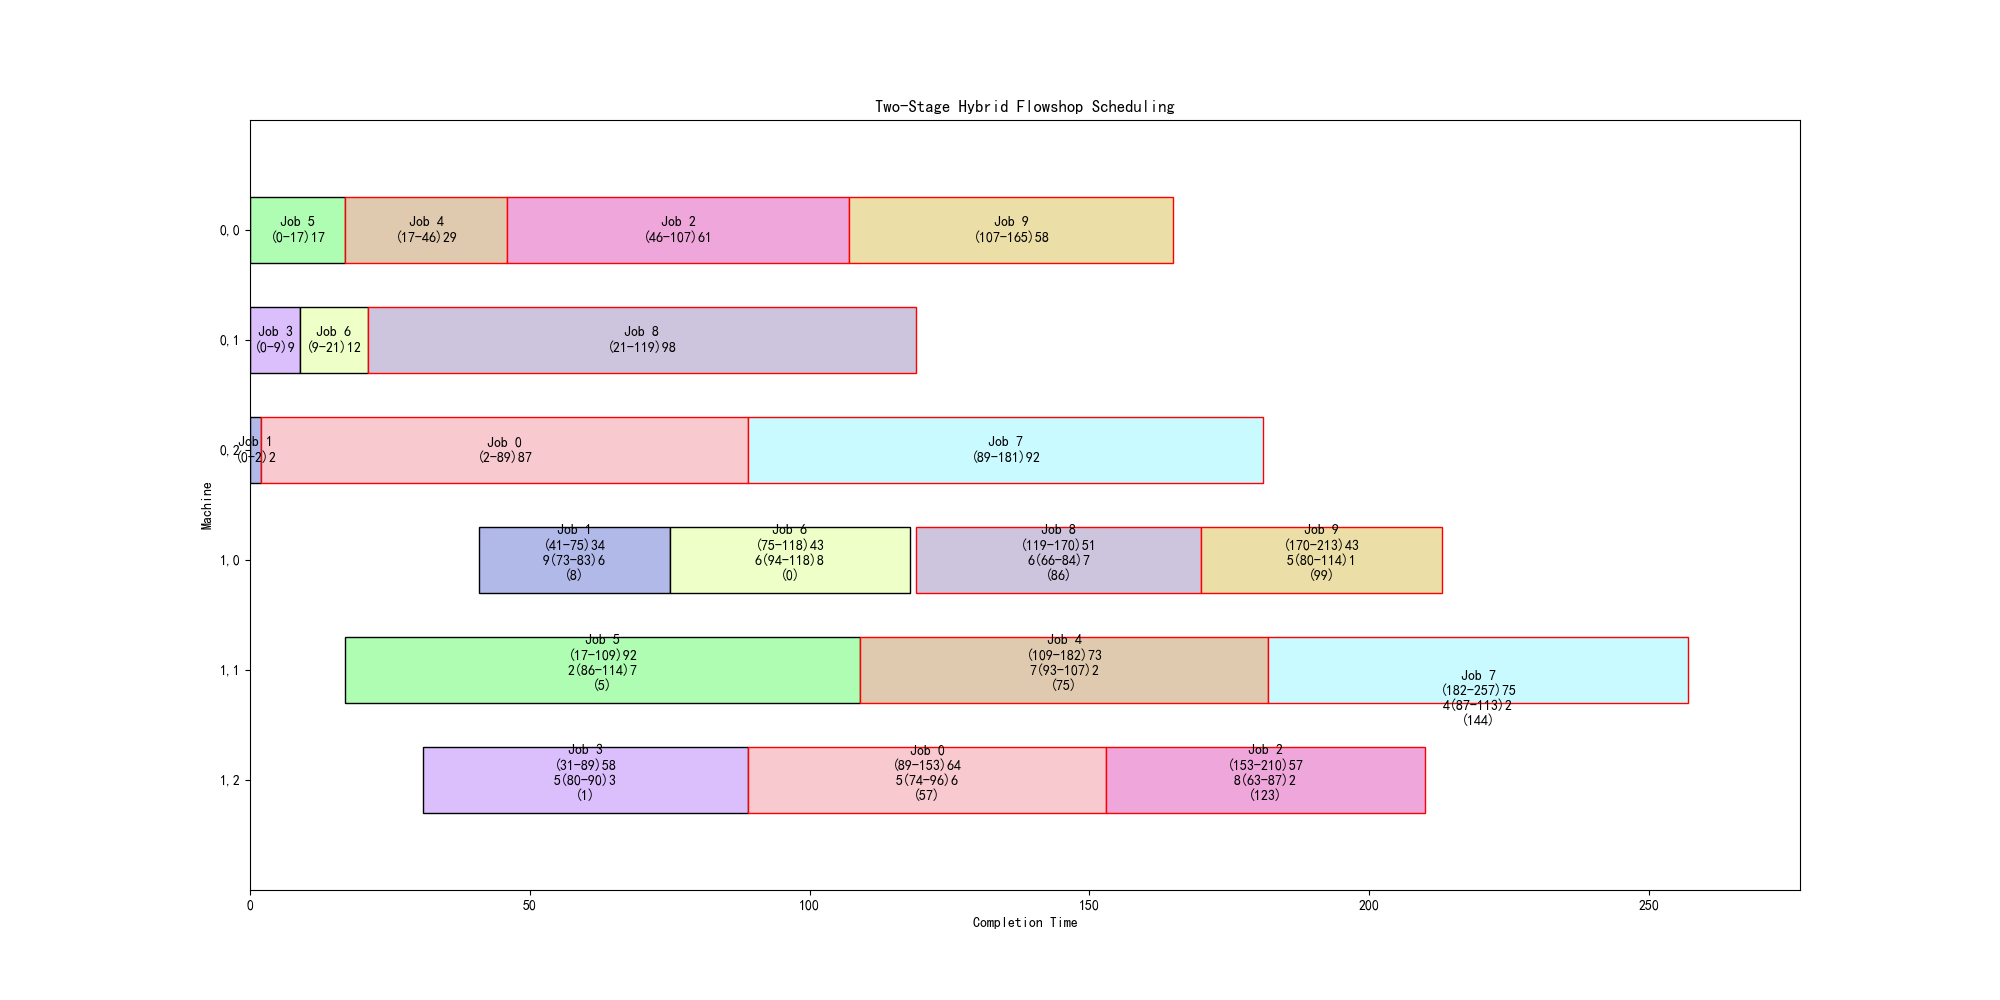 Two-Stage Hybrid Flowshop Scheduling
Machine
0,0
Job 5
(0-17)17
Job 4
(17-46)29
Job 2
(46-107)61
Job 9
(107-165)58
0,1
Job 3
(0-9)9
Job 6
(9-21)12
Job 8
(21-119)98
0,2
Job 1
(0-2)2
Job 0
(2-89)87
Job 7
(89-181)92
1,0
Job 1
(41-75)34
9(73-83)6
(8)
Job 6
(75-118)43
6(94-118)8
(0)
Job 8
(119-170)51
6(66-84)7
(86)
Job 9
(170-213)43
5(80-114)1
(99)
1,1
Job 5
(17-109)92
2(86-114)7
(5)
Job 4
(109-182)73
7(93-107)2
(75)
Job 7
(182-257)75
4(87-113)2
(144)
1,2
Job 3
(31-89)58
5(80-90)3
(1)
Job 0
(89-153)64
5(74-96)6
(57)
Job 2
(153-210)57
8(63-87)2
(123)
0 50 100 150 200 250
Completion Time